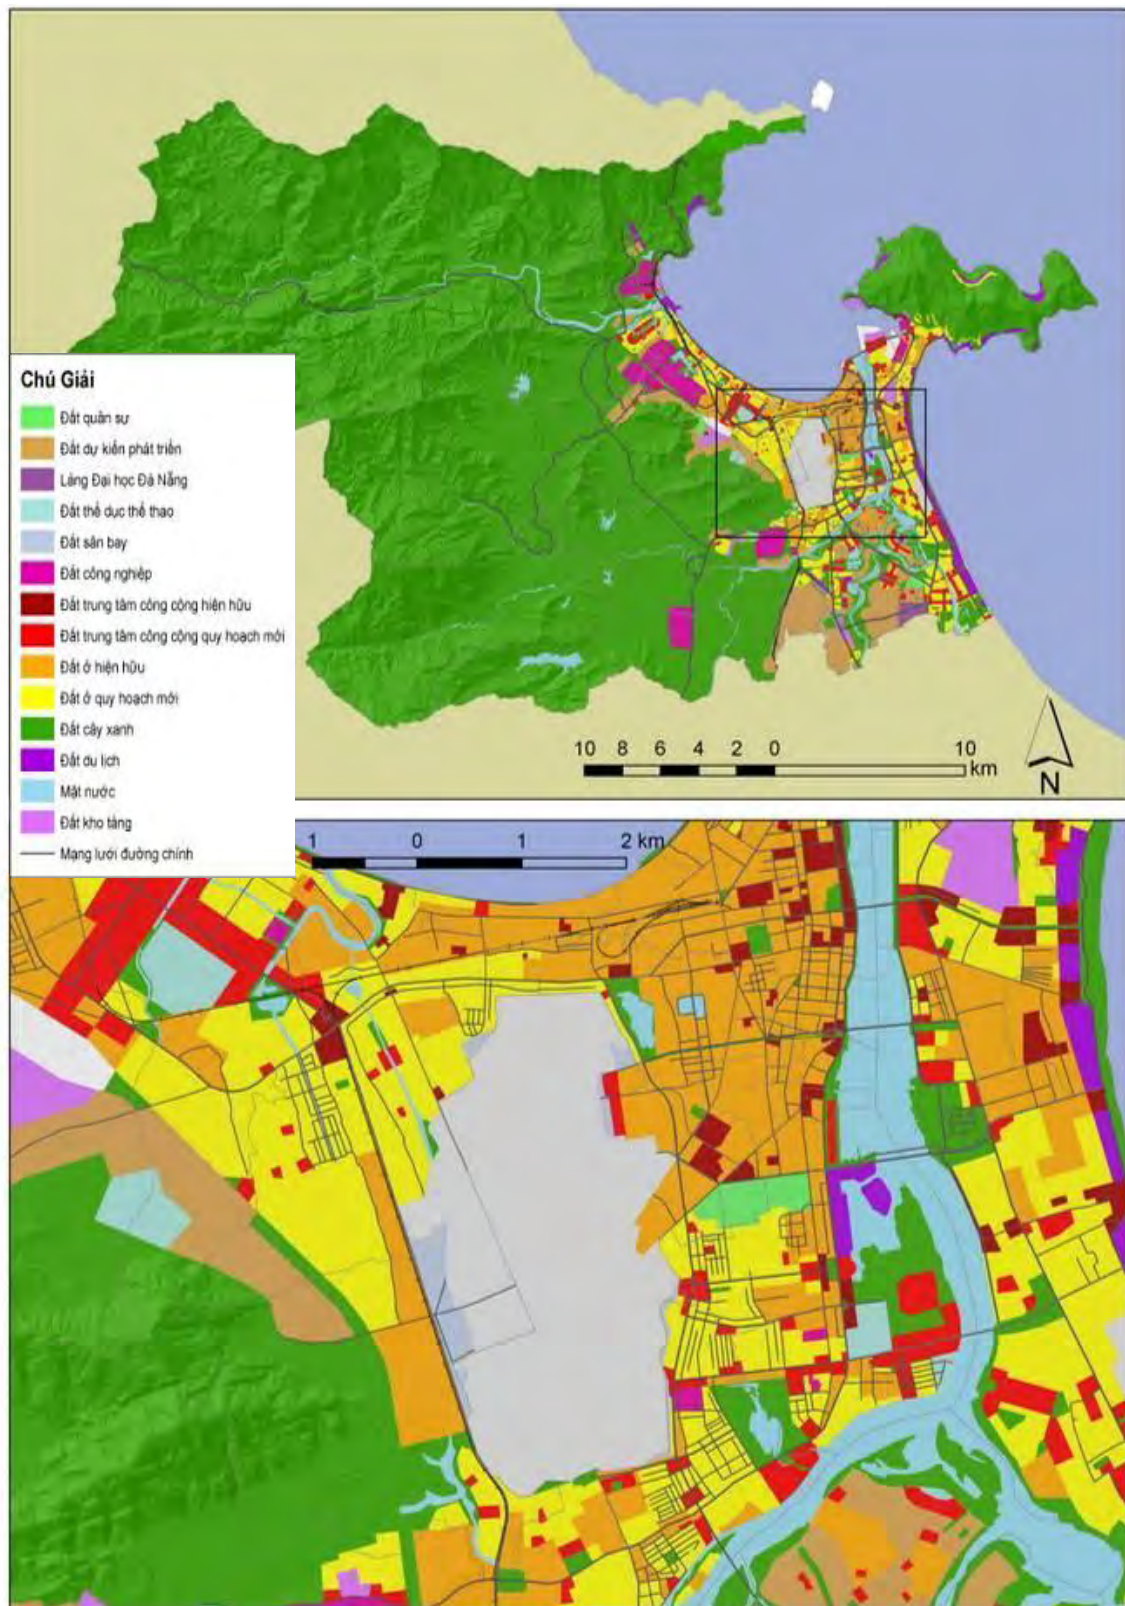 10 8 6 4 2 0 10
km
N
Chú Giải
Đất quân sự
Đất dự kiến phát triển
Làng Đại học Đà Nẵng
Đất thể dục thể thao
Đất sân bay
Đất công nghiệp
Đất trung tâm công cộng hiện hữu
Đất trung tâm công cộng quy hoạch mới
Đất ở hiện hữu
Đất ở quy hoạch mới
Đất cây xanh
Đất du lịch
Mặt nước
Đất kho tàng
Mạng lưới đường chính
1 0 1 2 km